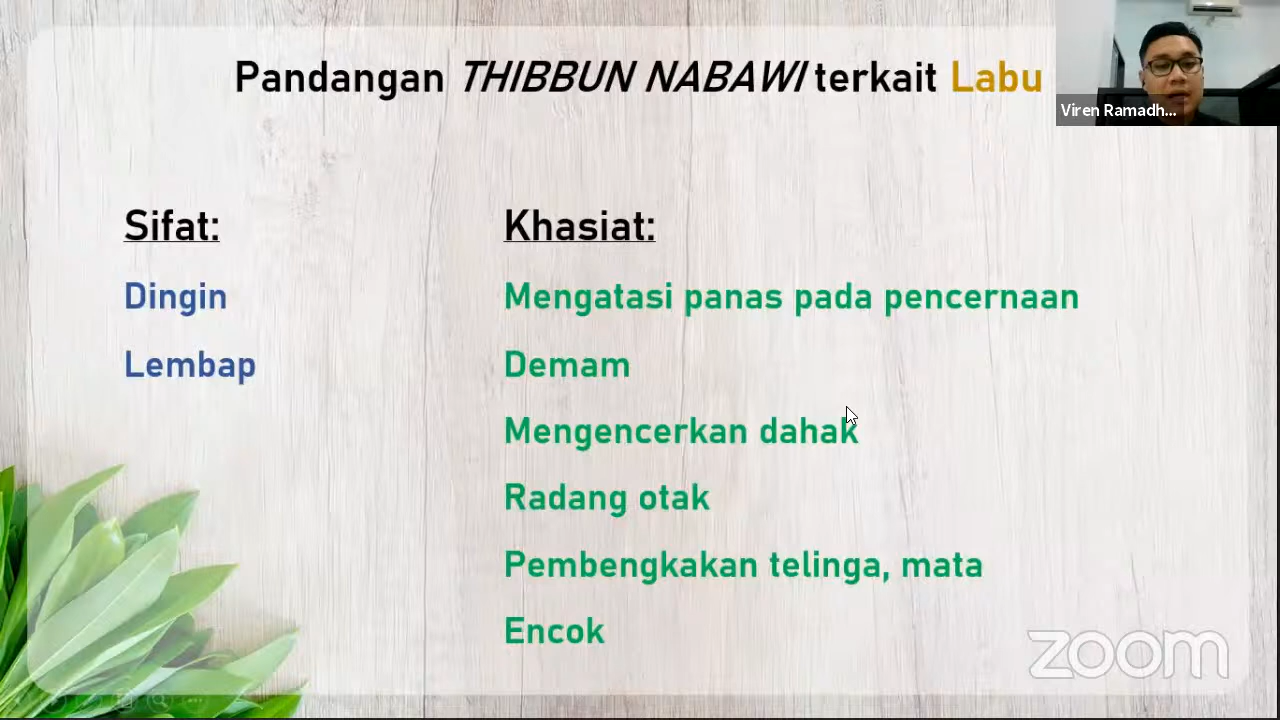 Pandangan THIBBUN NABAWI terkait Labu
Viren Ramadh...
Sifat:
Dingin
Lembap
Khasiat:
Mengatasi panas pada pencernaan
Demam
Mengencerkan dahak
Radang otak
Pembengkakan telinga, mata
Encok
zoom